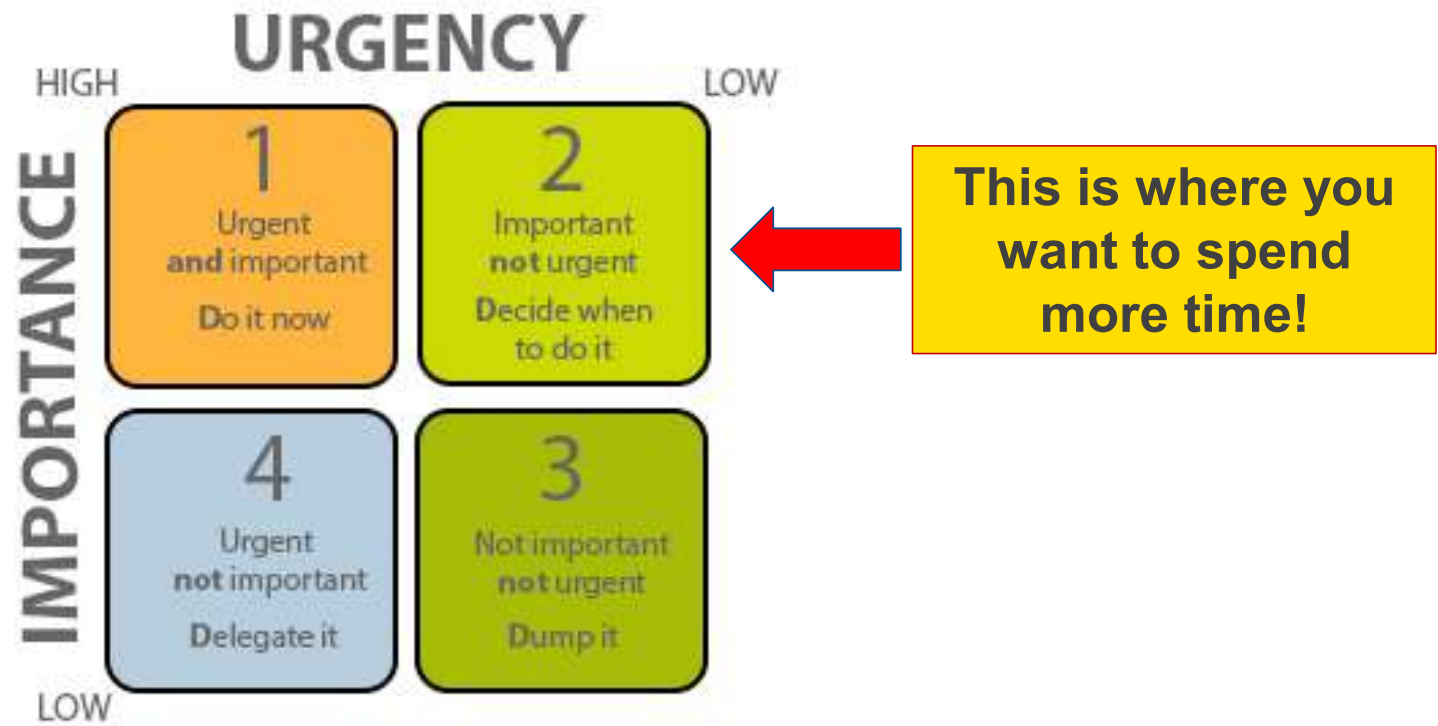 URGENCY
HIGH
LOW
IMPORTANCE
1
Urgent
and important
Do it now
2
Important
not urgent
Decide when
to do it
This is where you
want to spend
more time!
4
Urgent
not important
Delegate it
3
Not important
not urgent
Dump it
LOW